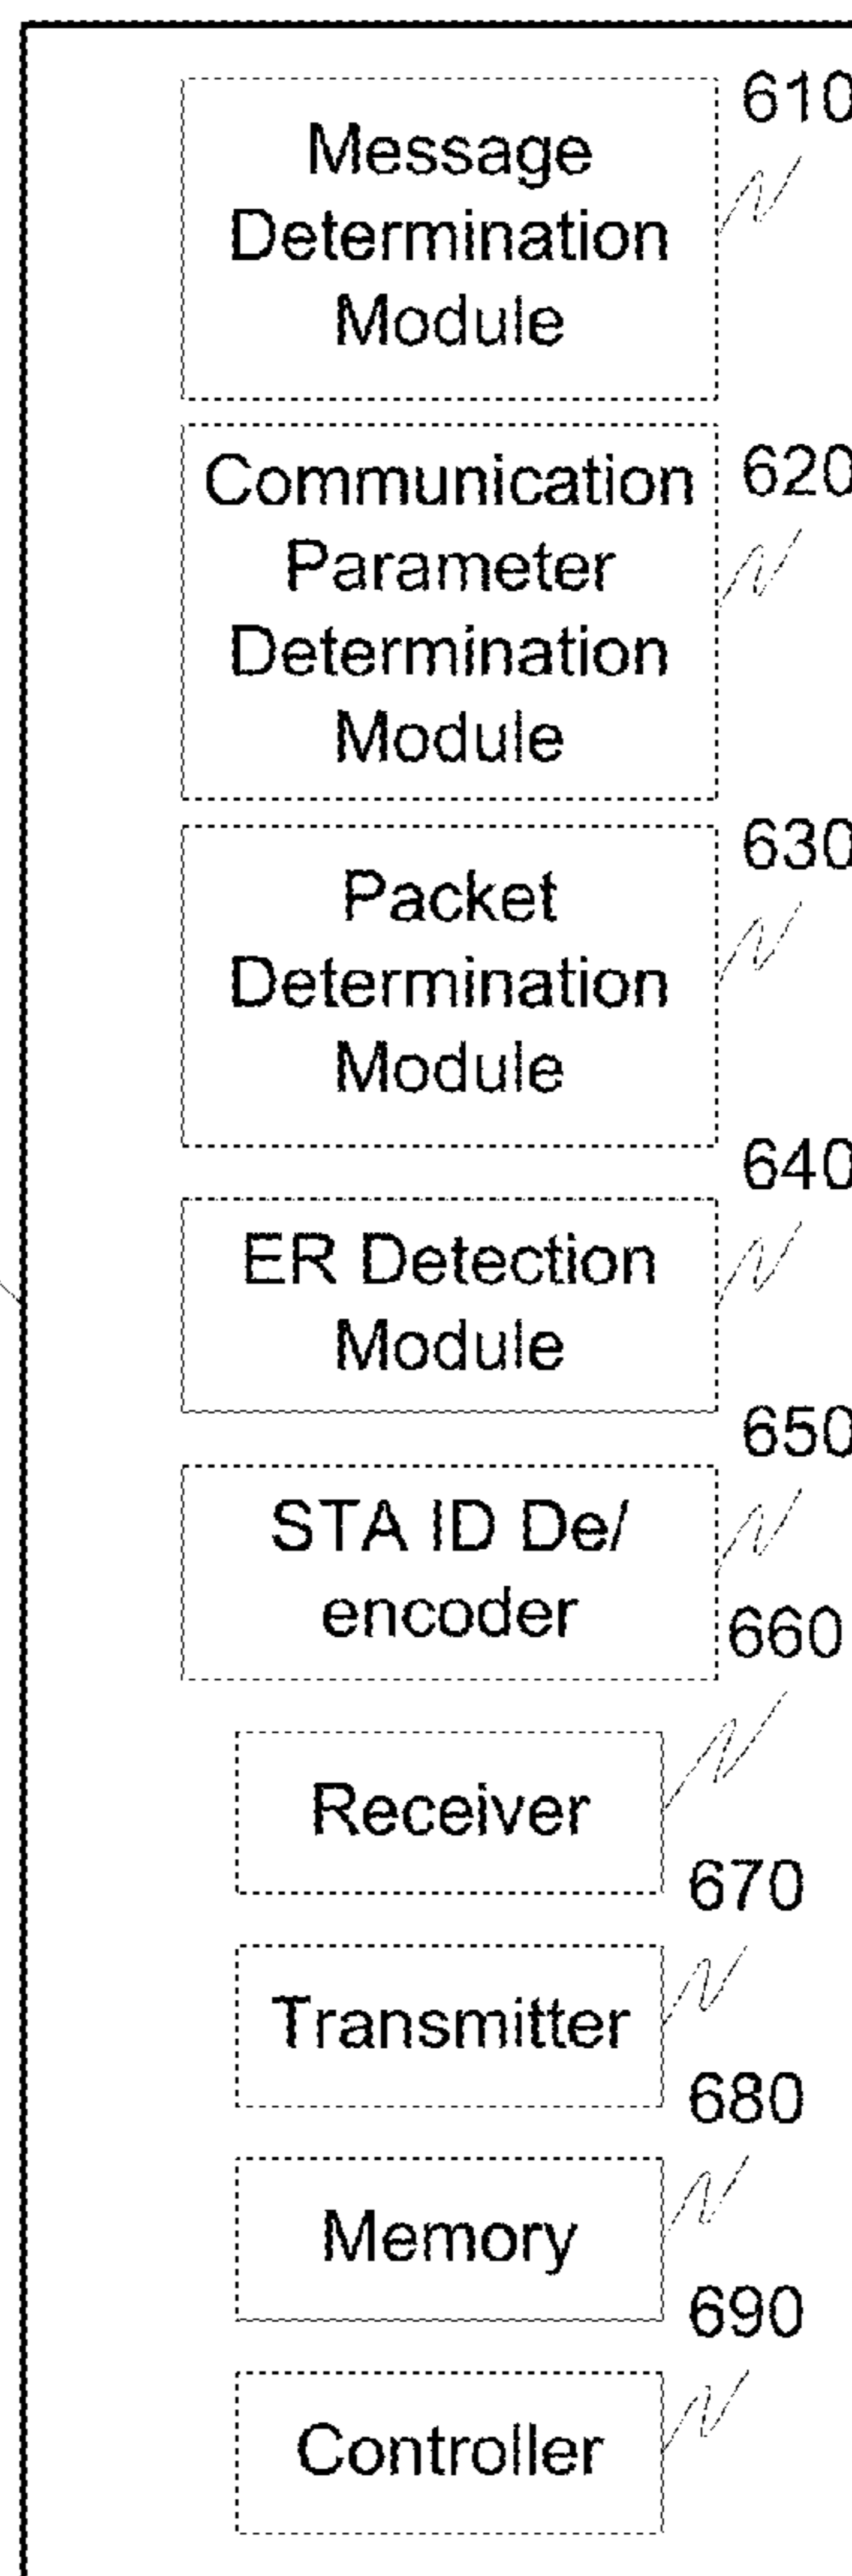 610
Message
Determination
Module
620
Communication
Parameter
Determination
Module
630
Packet
Determination
Module
640
ER Detection
Module
650
STA ID De/
encoder
660
Receiver
670
Transmitter
680
Memory
690
Controller